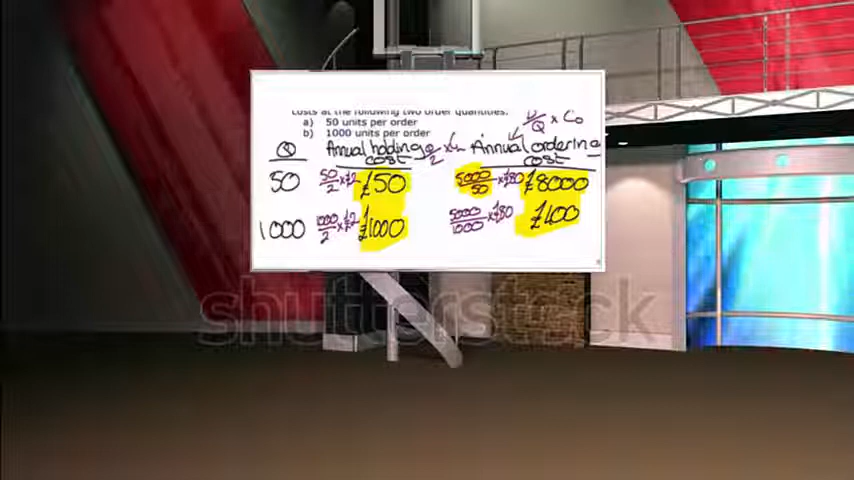 costs at the following two order quantities:
a) 50 units per order
b) 1000 units per order
D/Q × Co
Q
Annual holding cost
Q/2 ×
Annual ordering cost
50
50/2 × £2
£50
5000/50 × £80
£8000
1000
1000/2 × £2
£1000
5000/1000 × £80
£400
shutterstock